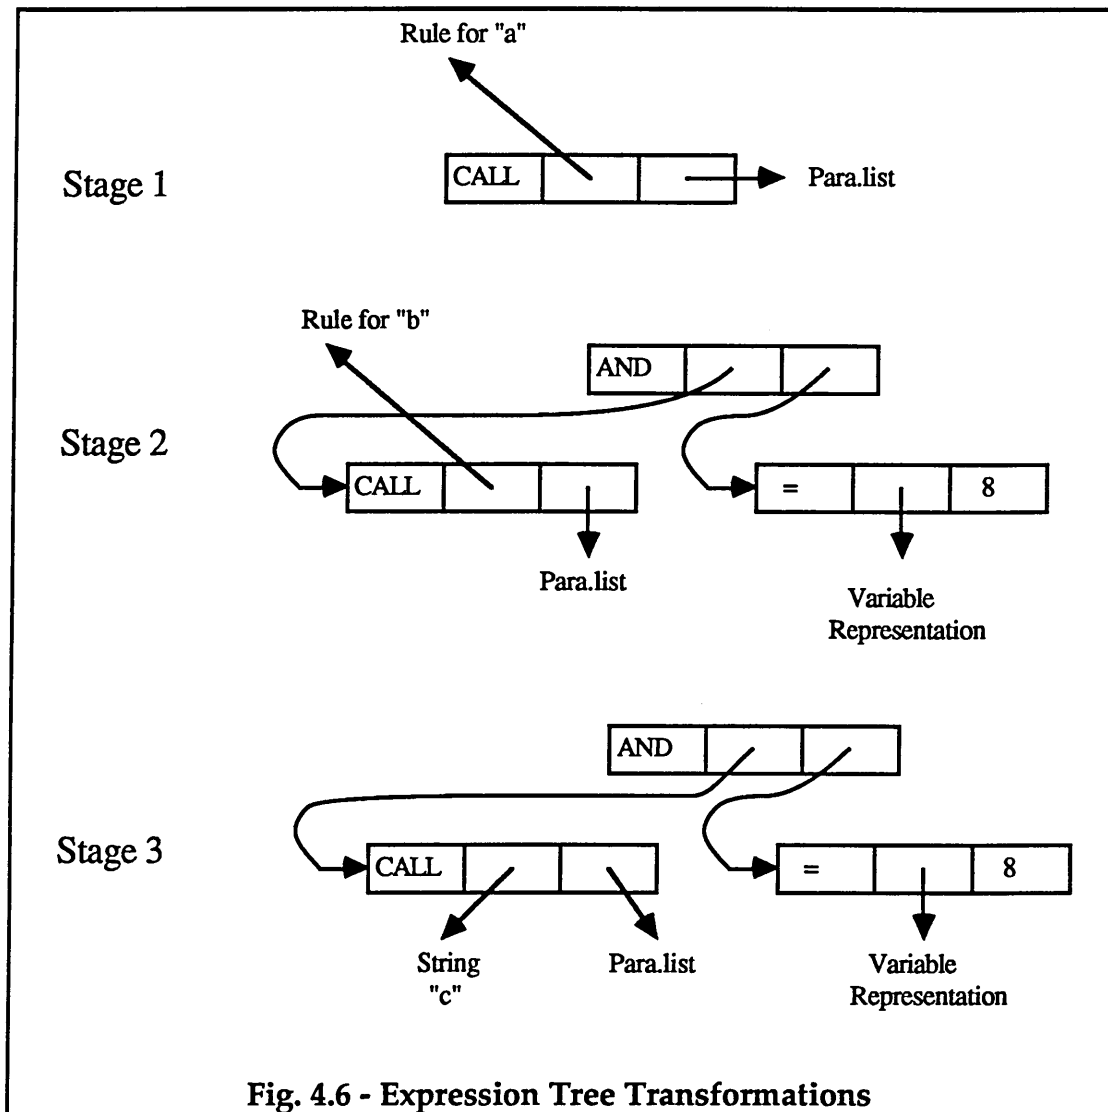 Rule for "a"
Stage 1
CALL
Para.list
Rule for "b"
AND
Stage 2
CALL
= 8
Para.list
Variable
Representation
AND
Stage 3
CALL
= 8
String
"c"
Para.list
Variable
Representation
Fig. 4.6 - Expression Tree Transformations